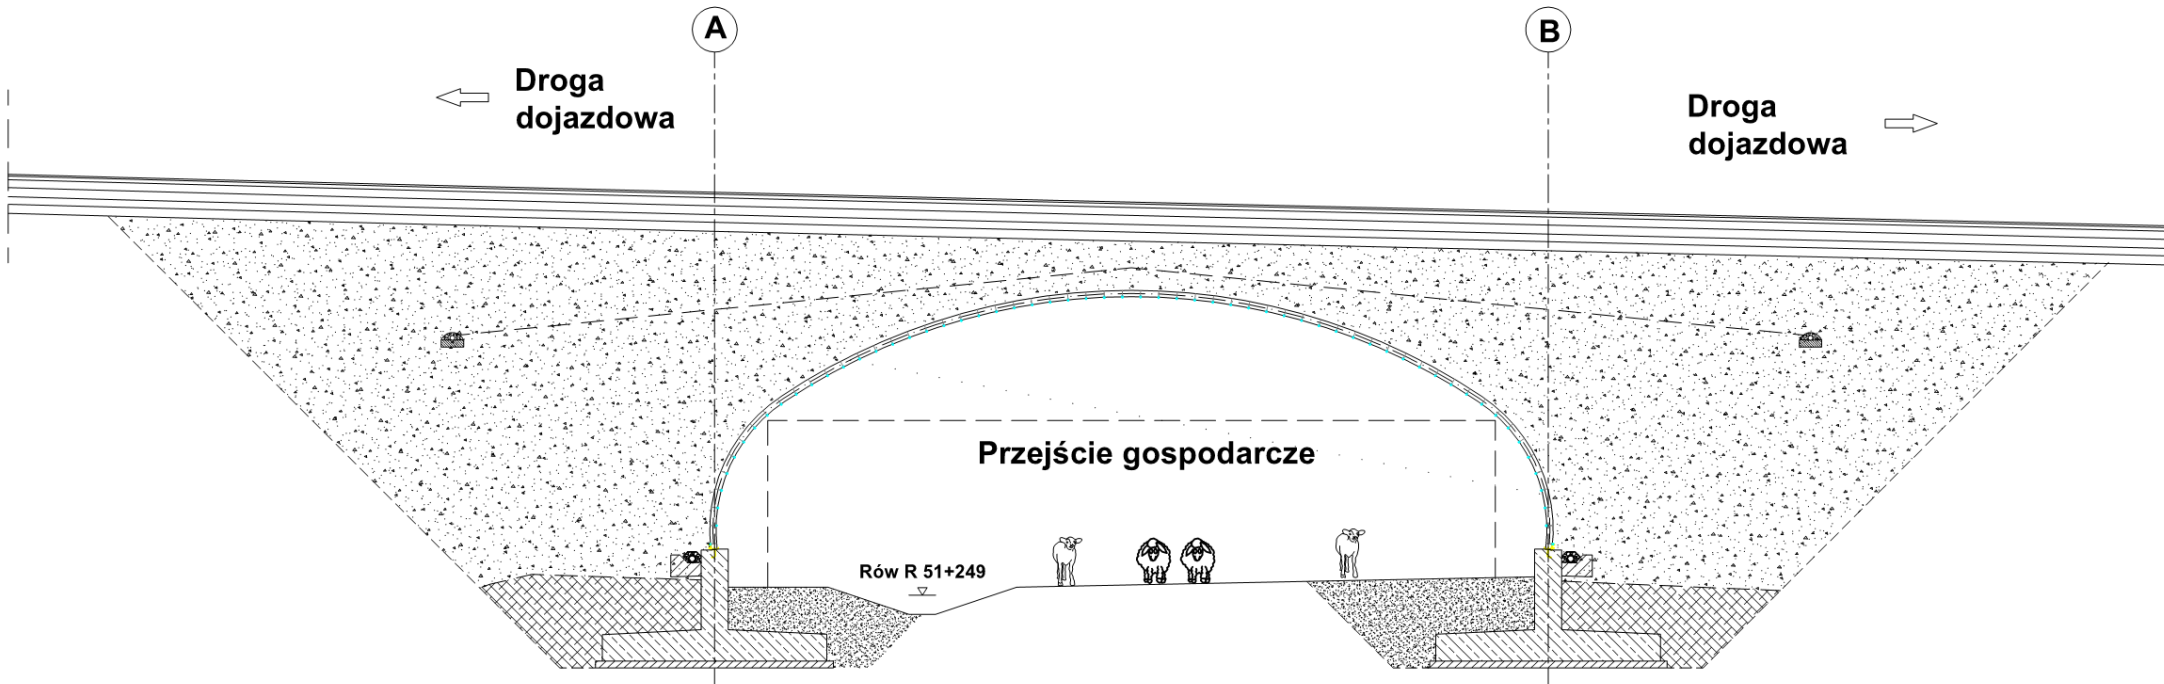 A
B
Droga
dojazdowa
Droga
dojazdowa
Przejście gospodarcze
Rów R 51+249